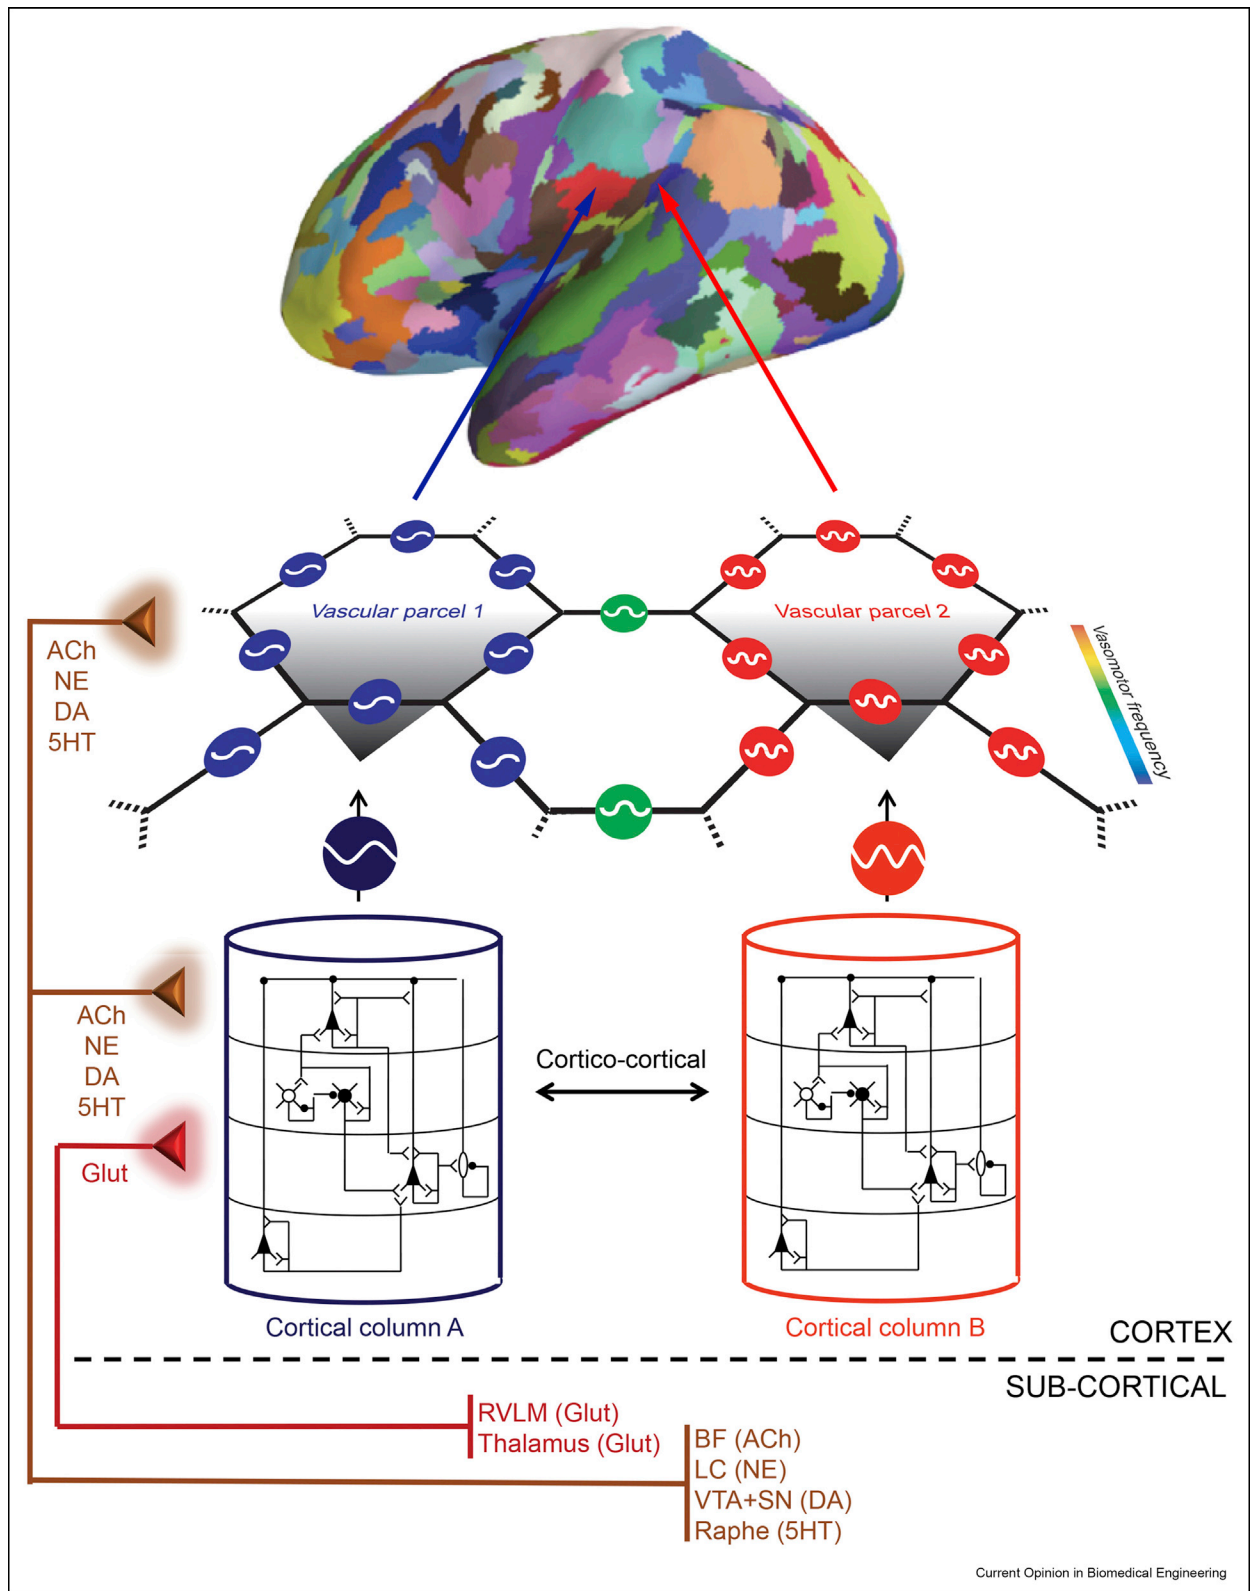 Vascular parcel 1
Vascular parcel 2
Vasomotor frequency
ACh
NE
DA
5HT
ACh
NE
DA
5HT
Glut
Cortico-cortical
Cortical column A
Cortical column B
CORTEX
SUB-CORTICAL
RVLM (Glut)
Thalamus (Glut)
BF (ACh)
LC (NE)
VTA+SN (DA)
Raphe (5HT)
Current Opinion in Biomedical Engineering